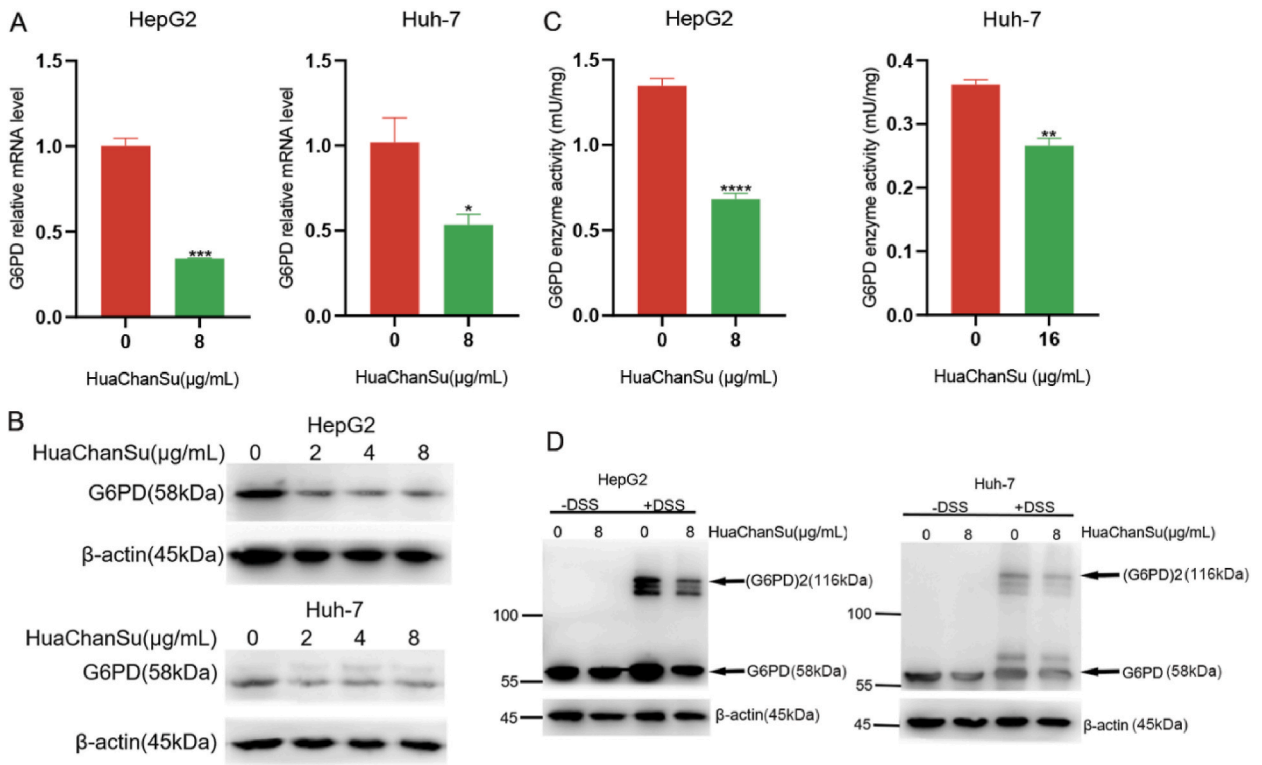 A
HepG2
G6PD relative mRNA level
1.5
1.0
0.5
0.0
***
0 8
HuaChanSu(μg/mL)
Huh-7
G6PD relative mRNA level
1.5
1.0
0.5
0.0
*
0 8
HuaChanSu(μg/mL)
C
HepG2
G6PD enzyme activity (mU/mg)
1.5
1.0
0.5
0.0
****
0 8
HuaChanSu (μg/mL)
Huh-7
G6PD enzyme activity (mU/mg)
0.4
0.3
0.2
0.1
0.0
**
0 16
HuaChanSu (μg/mL)
B
HepG2
HuaChanSu(μg/mL) 0 2 4 8
G6PD(58kDa)
β-actin(45kDa)
Huh-7
HuaChanSu(μg/mL) 0 2 4 8
G6PD(58kDa)
β-actin(45kDa)
D
HepG2
-DSS +DSS
0 8 0 8 HuaChanSu(μg/mL)
(G6PD)2(116kDa)
100
G6PD(58kDa)
55
45
β-actin(45kDa)
Huh-7
-DSS +DSS
0 8 0 8 HuaChanSu(μg/mL)
(G6PD)2(116kDa)
100
G6PD (58kDa)
55
45
β-actin (45kDa)